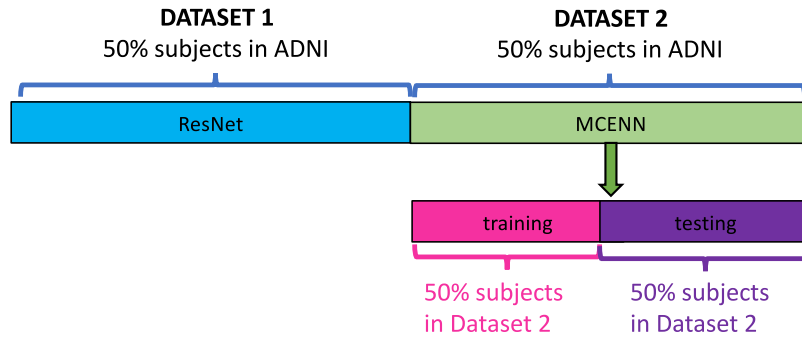 DATASET 1
50% subjects in ADNI
DATASET 2
50% subjects in ADNI
ResNet
MCENN
training
testing
50% subjects
in Dataset 2
50% subjects
in Dataset 2